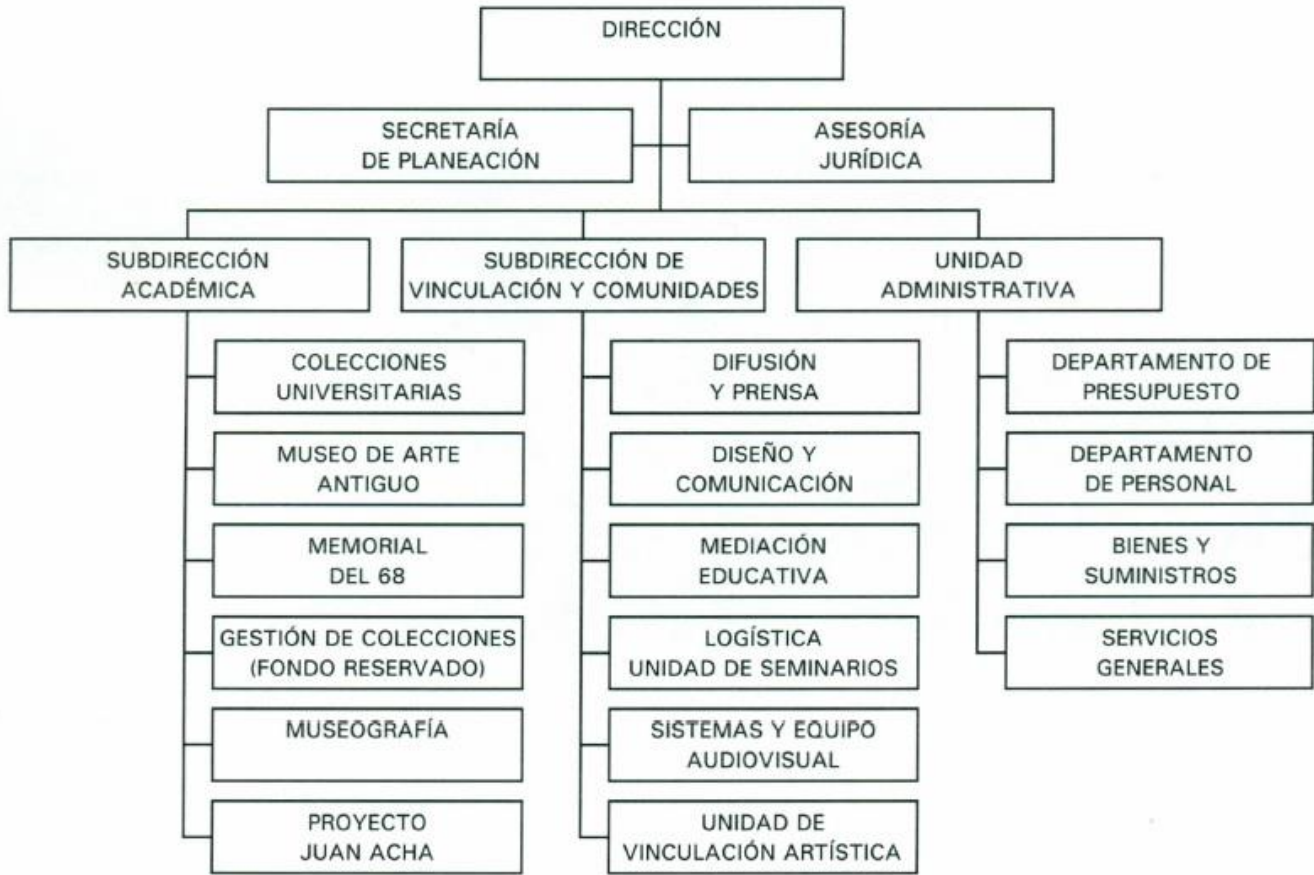 DIRECCIÓN
SECRETARÍA
DE PLANEACIÓN
ASESORÍA
JURÍDICA
SUBDIRECCIÓN
ACADÉMICA
SUBDIRECCIÓN DE
VINCULACIÓN Y COMUNIDADES
UNIDAD
ADMINISTRATIVA
COLECCIONES
UNIVERSITARIAS
MUSEO DE ARTE
ANTIGUO
MEMORIAL
DEL 68
GESTIÓN DE COLECCIONES
(FONDO RESERVADO)
MUSEOGRAFÍA
PROYECTO
JUAN ACHA
DIFUSIÓN
Y PRENSA
DISEÑO Y
COMUNICACIÓN
MEDIACIÓN
EDUCATIVA
LOGÍSTICA
UNIDAD DE SEMINARIOS
SISTEMAS Y EQUIPO
AUDIOVISUAL
UNIDAD DE
VINCULACIÓN ARTÍSTICA
DEPARTAMENTO DE
PRESUPUESTO
DEPARTAMENTO
DE PERSONAL
BIENES Y
SUMINISTROS
SERVICIOS
GENERALES